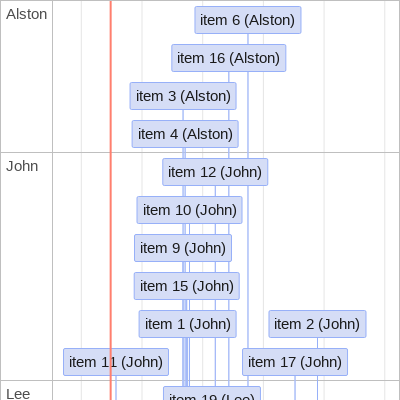 Alston
item 6 (Alston)
item 16 (Alston)
item 3 (Alston)
item 4 (Alston)
John
item 12 (John)
item 10 (John)
item 9 (John)
item 15 (John)
item 1 (John)
item 2 (John)
item 11 (John)
item 17 (John)
Lee
item 19 (Lee)